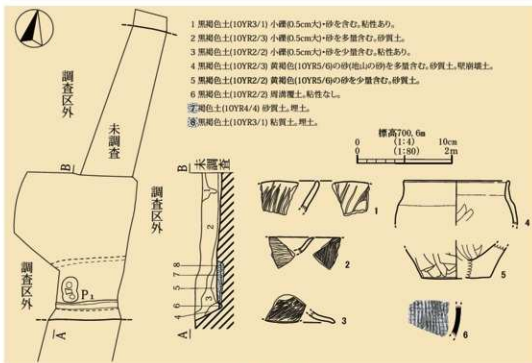 1 黒褐色土(10YR3/1) 小礫(0.5cm大)・砂を含む。粘性あり。
2 黒褐色土(10YR2/3) 小礫(0.5cm大)・砂を多量含む。砂質土。
3 黒褐色土(10YR2/2) 小礫(0.5cm大)・砂を少量含む。粘性あり。
4 黒褐色土(10YR2/3) 黄褐色(10YR5/6)の砂(地山の砂)を多量含む。砂質土。壁崩壊土。
5 黒褐色土(10YR2/2) 黄褐色(10YR5/6)の砂を少量含む。砂質土。
6 黒褐色土(10YR2/2) 周溝覆土。粘性なし。
7 褐色土(10YR4/4) 砂質土。埋土。
8 黒褐色土(10YR3/1) 粘質土。埋土。
標高700.6m
0 (1:4) 10cm
0 (1:80) 2m
調査区外
未調査
B
調査区外
調査区外
P1
A
B
未調査
1
2
3
7 8
5
4 6
A
1
2
3
4
5
6